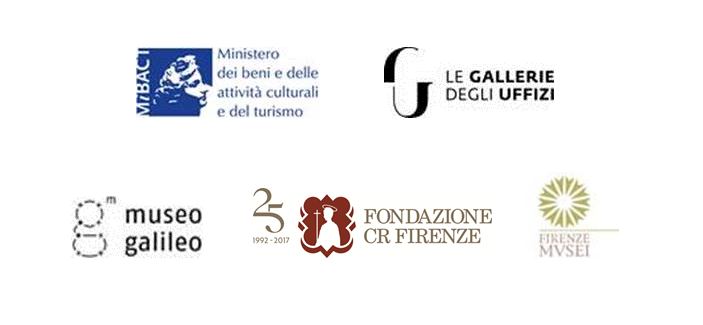 MiBACT
Ministero
dei beni e delle
attività culturali
e del turismo
LE GALLERIE
DEGLI UFFIZI
m
museo
galileo
25
1992-2017
FONDAZIONE
CR FIRENZE
FIRENZE
MVSEI